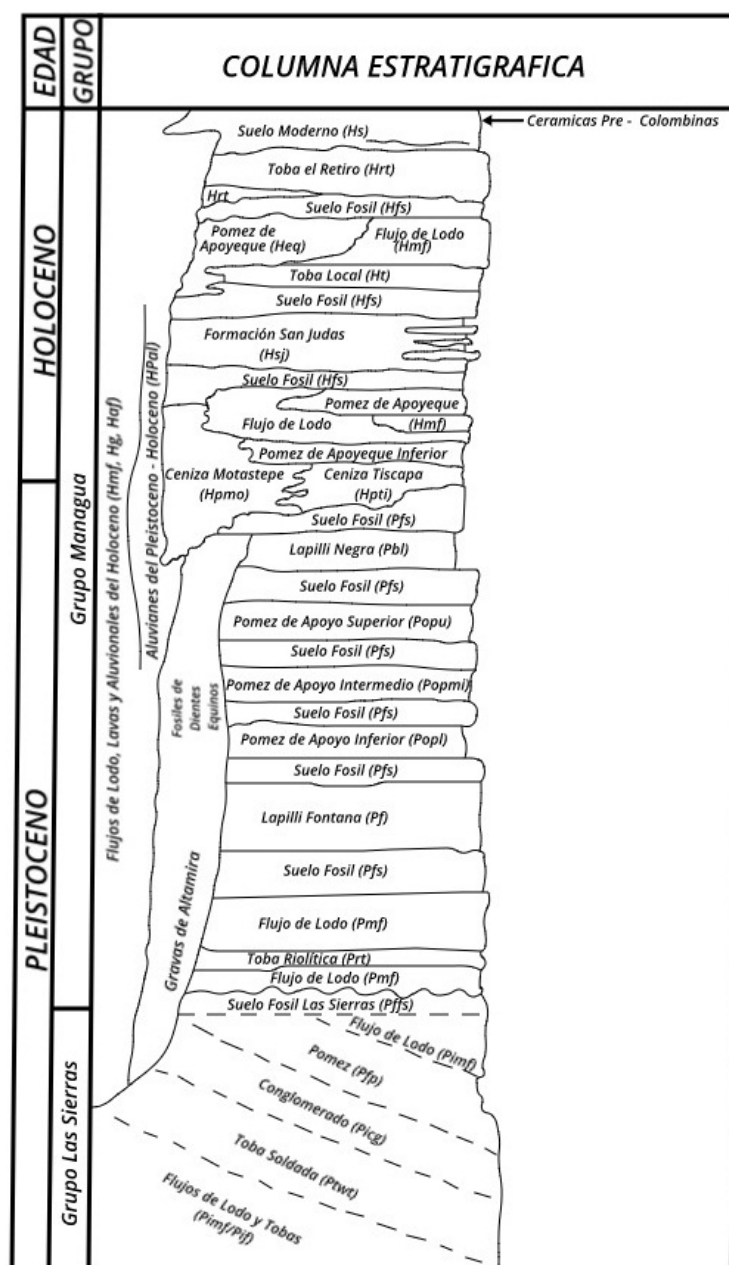 EDAD
GRUPO
COLUMNA ESTRATIGRAFICA
HOLOCENO
PLEISTOCENO
Grupo Managua
Grupo Las Sierras
Flujos de Lodo, Lavas y Aluvionales del Holoceno (Hmf, Hg, Haf)
Aluvianes del Pleistoceno - Holoceno (HPal)
Ceramicas Pre - Colombinas
Suelo Moderno (Hs)
Toba el Retiro (Hrt)
Hrt
Suelo Fosil (Hfs)
Pomez de
Apoyeque (Heq)
Flujo de Lodo
(Hmf)
Toba Local (Ht)
Suelo Fosil (Hfs)
Formación San Judas
(Hsj)
Suelo Fosil (Hfs)
Pomez de Apoyeque
Flujo de Lodo
(Hmf)
Pomez de Apoyeque Inferior
Ceniza Motastepe
(Hpmo)
Ceniza Tiscapa
(Hpti)
Suelo Fosil (Pfs)
Lapilli Negra (Pbl)
Suelo Fosil (Pfs)
Pomez de Apoyo Superior (Popu)
Suelo Fosil (Pfs)
Pomez de Apoyo Intermedio (Popmi)
Suelo Fosil (Pfs)
Pomez de Apoyo Inferior (Popl)
Suelo Fosil (Pfs)
Fosiles de
Dientes
Equinos
Lapilli Fontana (Pf)
Suelo Fosil (Pfs)
Gravas de Altamira
Flujo de Lodo (Pmf)
Toba Riolítica (Prt)
Flujo de Lodo (Pmf)
Suelo Fosil Las Sierras (Pffs)
Flujo de Lodo (Pimf)
Pomez (Pfp)
Conglomerado (Picg)
Toba Soldada (Ptwt)
Flujos de Lodo y Tobas
(Pimf/Pif)